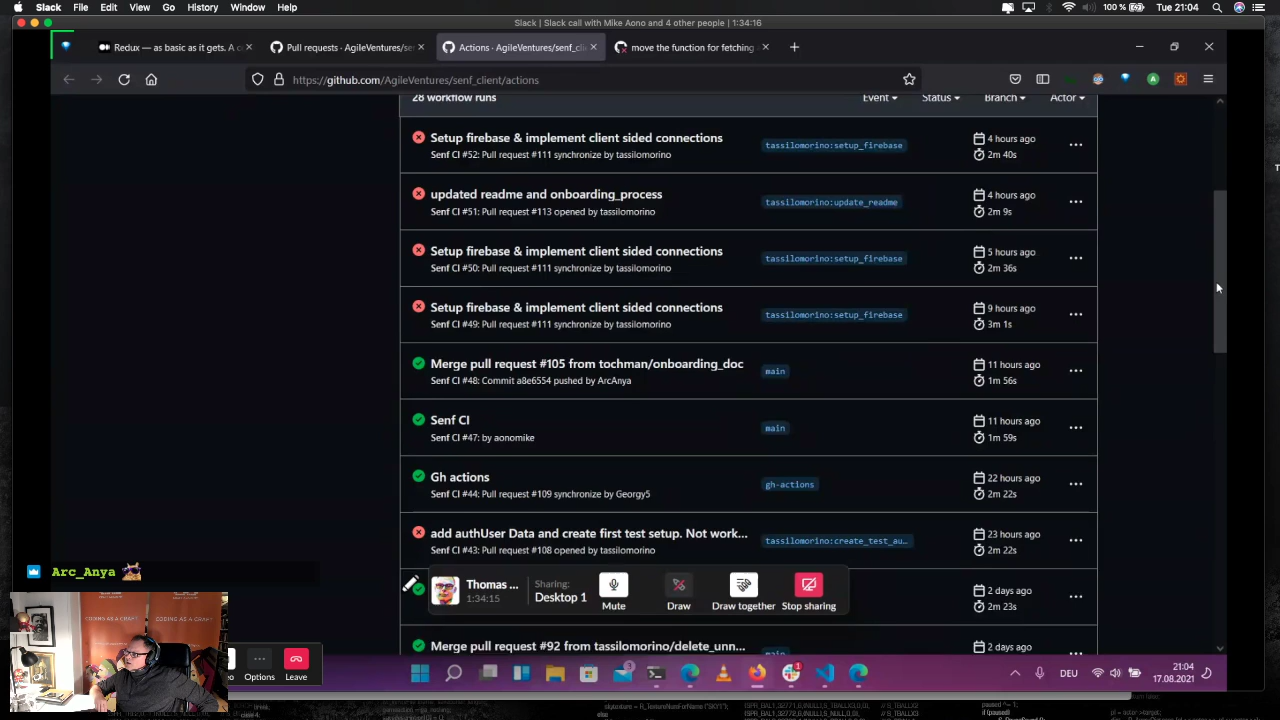 Slack File Edit View Go History Window Help 100 % Tue 21:04
Slack | Slack call with Mike Aono and 4 other people | 1:34:16
Redux — as basic as it gets. A c
Pull requests · AgileVentures/se
Actions · AgileVentures/senf_cli
move the function for fetching
https://github.com/AgileVentures/senf_client/actions
28 workflow runs
Event Status Branch Actor
Setup firebase & implement client sided connections
Senf CI #52: Pull request #111 synchronize by tassilomorino
tassilomorino:setup_firebase
4 hours ago
2m 40s
updated readme and onboarding_process
Senf CI #51: Pull request #113 opened by tassilomorino
tassilomorino:update_readme
4 hours ago
2m 9s
Setup firebase & implement client sided connections
Senf CI #50: Pull request #111 synchronize by tassilomorino
tassilomorino:setup_firebase
5 hours ago
2m 36s
Setup firebase & implement client sided connections
Senf CI #49: Pull request #111 synchronize by tassilomorino
tassilomorino:setup_firebase
9 hours ago
3m 1s
Merge pull request #105 from tochman/onboarding_doc
Senf CI #48: Commit a8e6554 pushed by ArcAnya
main
11 hours ago
1m 56s
Senf CI
Senf CI #47: by aonomike
main
11 hours ago
1m 59s
Gh actions
Senf CI #44: Pull request #109 synchronize by Georgy5
gh-actions
22 hours ago
2m 22s
add authUser Data and create first test setup. Not work...
Senf CI #43: Pull request #108 opened by tassilomorino
tassilomorino:create_test_au...
23 hours ago
2m 22s
Arc_Anya
Thomas ...
1:34:15
Sharing:
Desktop 1
Mute
Draw
Draw together
Stop sharing
2 days ago
2m 23s
Merge pull request #92 from tassilomorino/delete_unn...
main
2 days ago
CODING AS A CRAFT
Options
Leave
DEU
21:04
17.08.2021